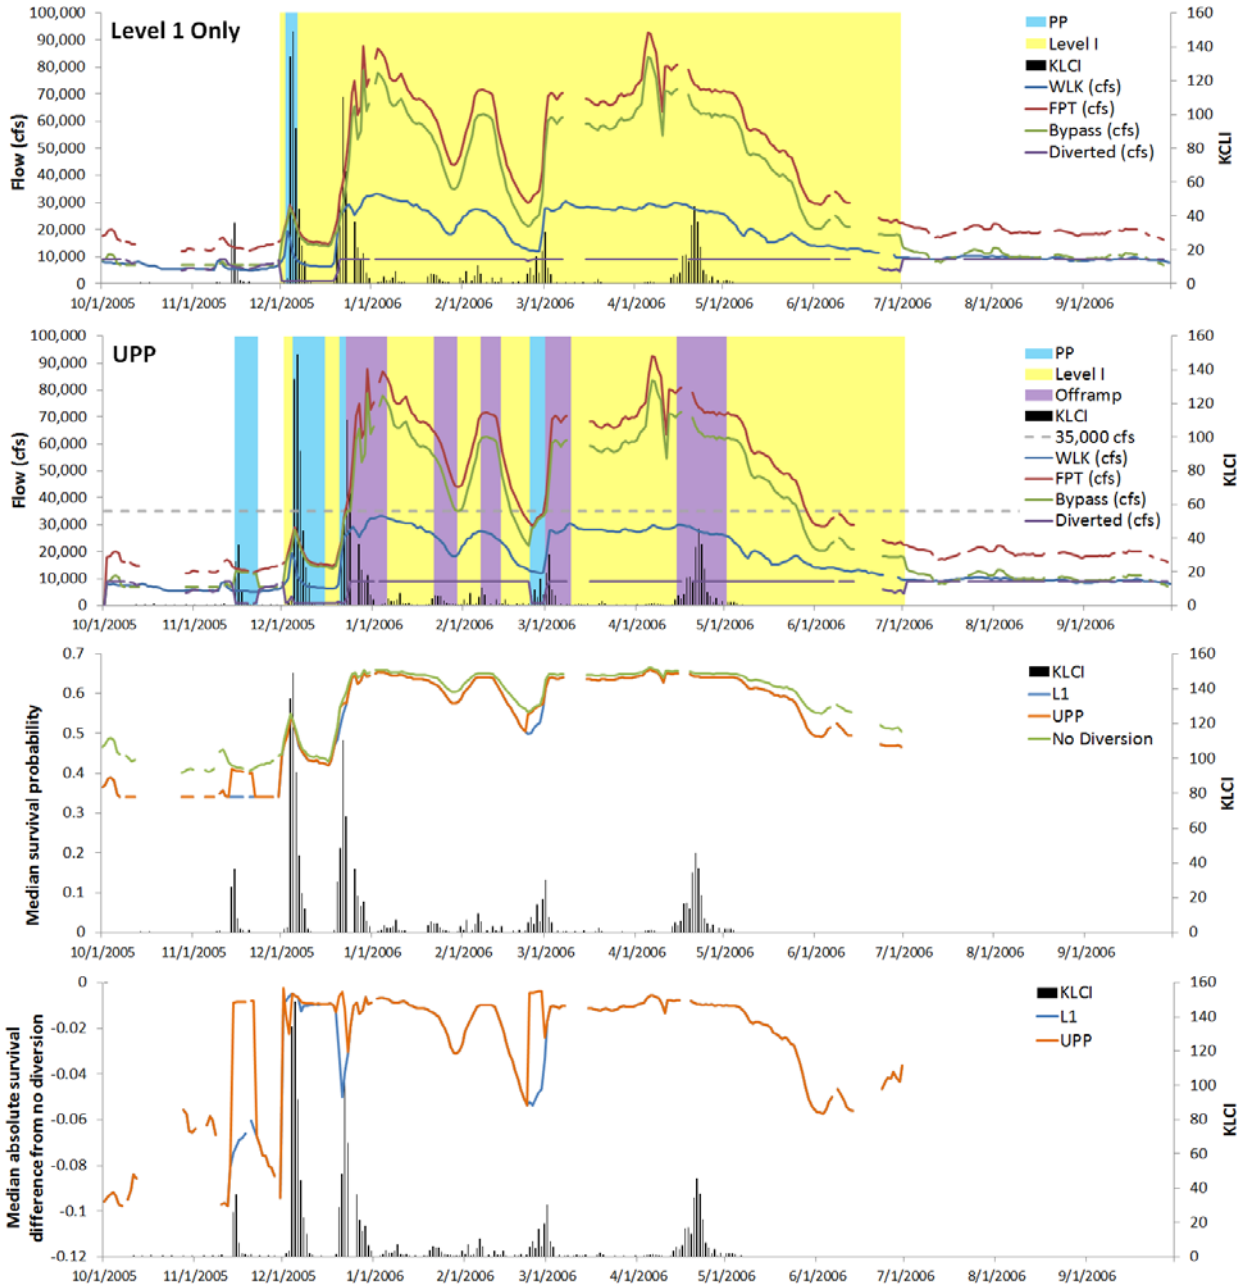 Level 1 Only
Flow (cfs)
100,000
90,000
80,000
70,000
60,000
50,000
40,000
30,000
20,000
10,000
0
160
140
120
100
80
60
40
20
0
KCLI
PP
Level I
KLCI
WLK (cfs)
FPT (cfs)
Bypass (cfs)
Diverted (cfs)
10/1/2005 11/1/2005 12/1/2005 1/1/2006 2/1/2006 3/1/2006 4/1/2006 5/1/2006 6/1/2006 7/1/2006 8/1/2006 9/1/2006
UPP
Flow (cfs)
100,000
90,000
80,000
70,000
60,000
50,000
40,000
30,000
20,000
10,000
0
160
140
120
100
80
60
40
20
0
KLCI
PP
Level I
Offramp
KLCI
35,000 cfs
WLK (cfs)
FPT (cfs)
Bypass (cfs)
Diverted (cfs)
10/1/2005 11/1/2005 12/1/2005 1/1/2006 2/1/2006 3/1/2006 4/1/2006 5/1/2006 6/1/2006 7/1/2006 8/1/2006 9/1/2006
Median survival probability
0.7
0.6
0.5
0.4
0.3
0.2
0.1
0
160
140
120
100
80
60
40
20
0
KLCI
KLCI
L1
UPP
No Diversion
10/1/2005 11/1/2005 12/1/2005 1/1/2006 2/1/2006 3/1/2006 4/1/2006 5/1/2006 6/1/2006 7/1/2006 8/1/2006 9/1/2006
Median absolute survival
difference from no diversion
0
-0.02
-0.04
-0.06
-0.08
-0.1
-0.12
160
140
120
100
80
60
40
20
0
KLCI
KLCI
L1
UPP
10/1/2005 11/1/2005 12/1/2005 1/1/2006 2/1/2006 3/1/2006 4/1/2006 5/1/2006 6/1/2006 7/1/2006 8/1/2006 9/1/2006